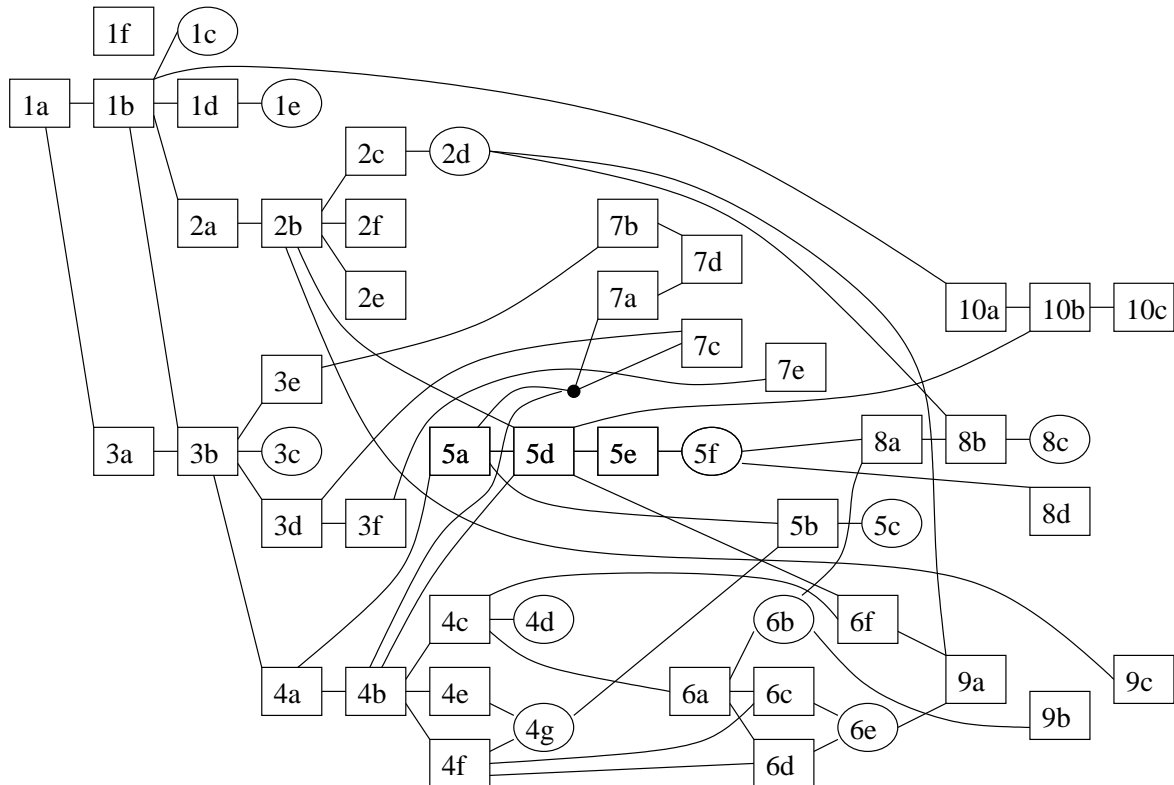 1f 1c
1a 1b 1d 1e
2c 2d
2a 2b 2f 7b
7d
2e 7a 10a 10b 10c
7c
3e 7e
3a 3b 3c 5a 5d 5e 5f 8a 8b 8c
3d 3f 5b 5c 8d
4c 4d 6b 6f
4a 4b 4e 6a 6c 9a 9c
4g 6e 9b
4f 6d